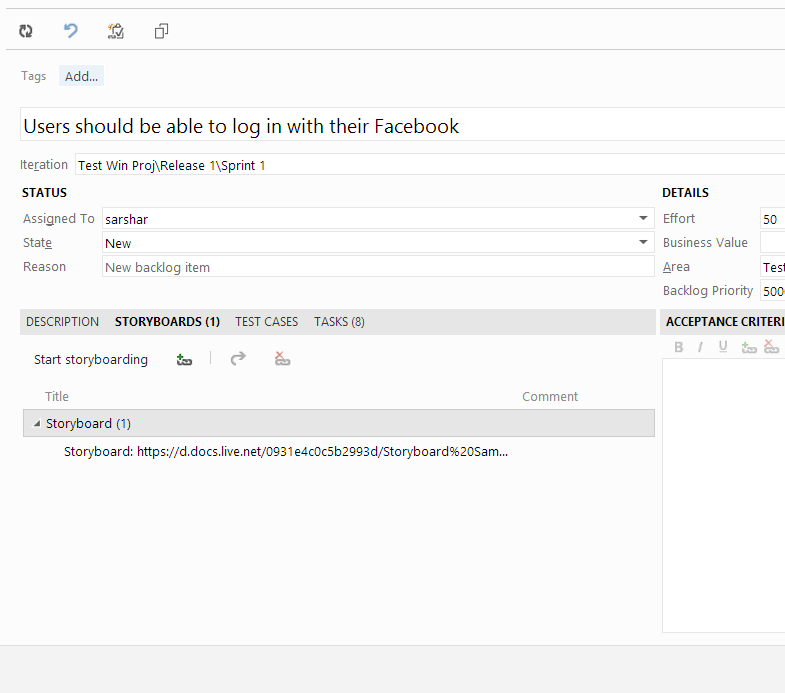 Tags Add...
Users should be able to log in with their Facebook
Iteration Test Win Proj\Release 1\Sprint 1
STATUS
Assigned To sarshar
State New
Reason New backlog item
DETAILS
Effort 50
Business Value
Area Test
Backlog Priority 500
DESCRIPTION STORYBOARDS (1) TEST CASES TASKS (8)
Start storyboarding
Title Comment
Storyboard (1)
Storyboard: https://d.docs.live.net/0931e4c0c5b2993d/Storyboard%20Sam...
ACCEPTANCE CRITERI
B I U